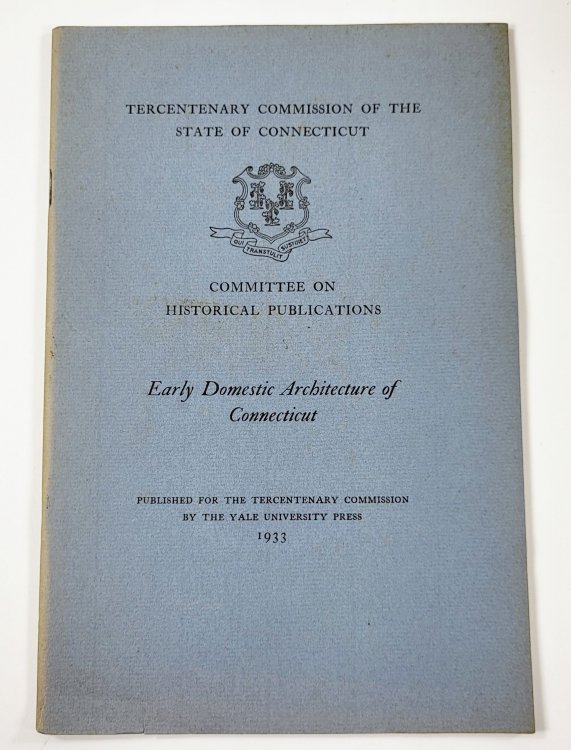 TERCENTENARY COMMISSION OF THE
STATE OF CONNECTICUT
QUI TRANSTULIT SUSTINET
COMMITTEE ON
HISTORICAL PUBLICATIONS
Early Domestic Architecture of
Connecticut
PUBLISHED FOR THE TERCENTENARY COMMISSION
BY THE YALE UNIVERSITY PRESS
1933